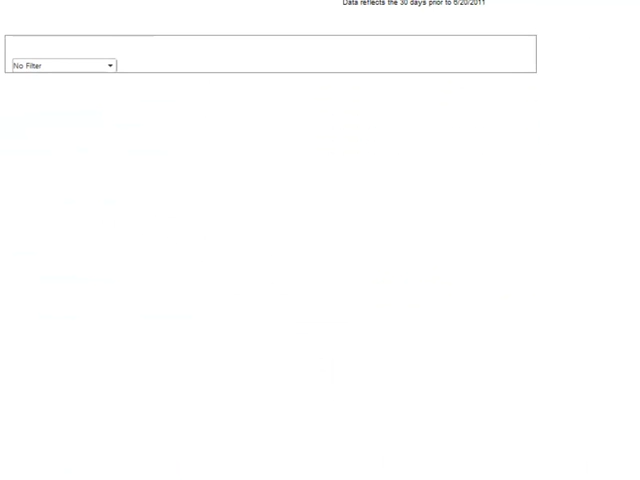 Data reflects the 30 days prior to 6/20/2011
No Filter